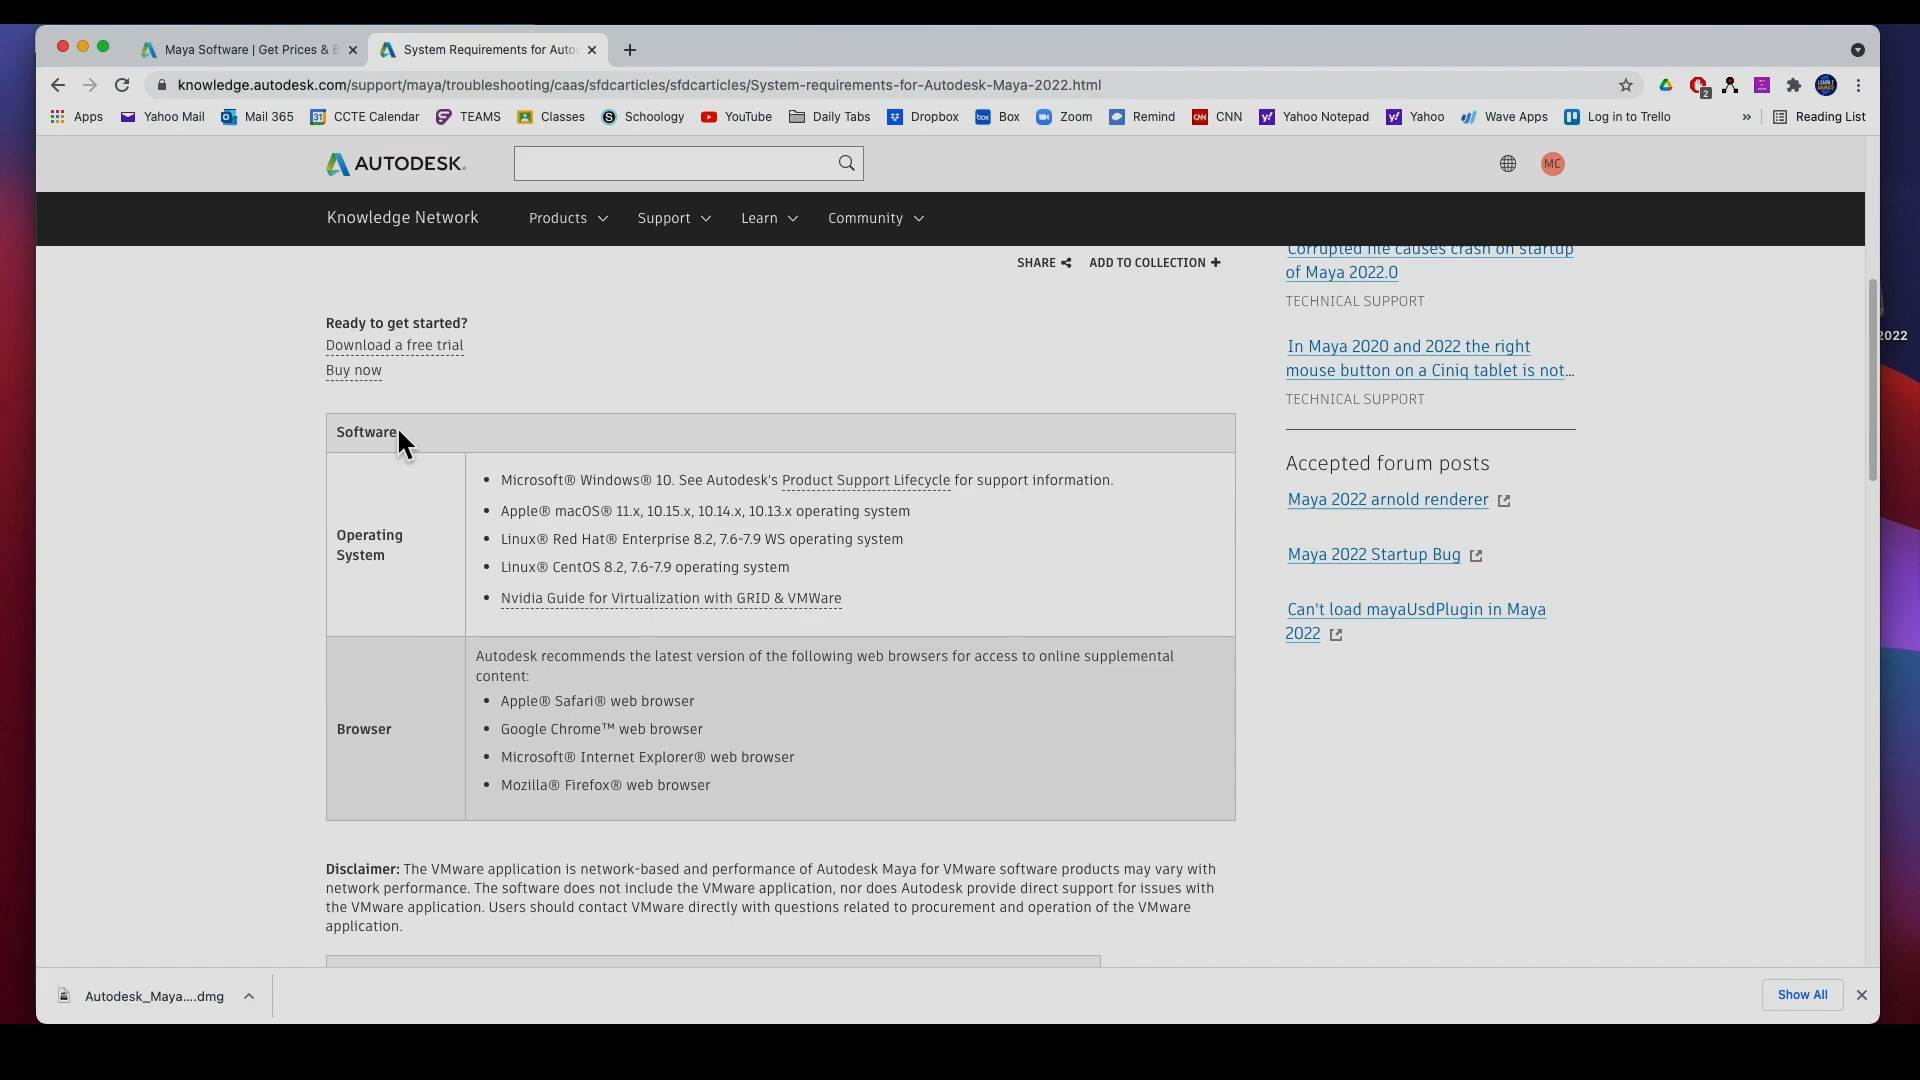 Maya Software | Get Prices & B
System Requirements for Auto
knowledge.autodesk.com/support/maya/troubleshooting/caas/sfdcarticles/sfdcarticles/System-requirements-for-Autodesk-Maya-2022.html
2
Apps Yahoo Mail Mail 365 CCTE Calendar TEAMS Classes Schoology YouTube Daily Tabs Dropbox Box Zoom Remind CNN Yahoo Notepad Yahoo Wave Apps Log in to Trello » Reading List
AUTODESK.
MC
Knowledge Network Products Support Learn Community
SHARE ADD TO COLLECTION +
Corrupted file causes crash on startup
of Maya 2022.0
TECHNICAL SUPPORT
Ready to get started?
Download a free trial
Buy now
In Maya 2020 and 2022 the right
mouse button on a Ciniq tablet is not...
TECHNICAL SUPPORT
2022
Software
Operating
System
• Microsoft® Windows® 10. See Autodesk's Product Support Lifecycle for support information.
• Apple® macOS® 11.x, 10.15.x, 10.14.x, 10.13.x operating system
• Linux® Red Hat® Enterprise 8.2, 7.6-7.9 WS operating system
• Linux® CentOS 8.2, 7.6-7.9 operating system
• Nvidia Guide for Virtualization with GRID & VMWare
Browser
Autodesk recommends the latest version of the following web browsers for access to online supplemental
content:
• Apple® Safari® web browser
• Google Chrome™ web browser
• Microsoft® Internet Explorer® web browser
• Mozilla® Firefox® web browser
Accepted forum posts
Maya 2022 arnold renderer
Maya 2022 Startup Bug
Can't load mayaUsdPlugin in Maya
2022
Disclaimer: The VMware application is network-based and performance of Autodesk Maya for VMware software products may vary with
network performance. The software does not include the VMware application, nor does Autodesk provide direct support for issues with
the VMware application. Users should contact VMware directly with questions related to procurement and operation of the VMware
application.
Autodesk_Maya....dmg
Show All